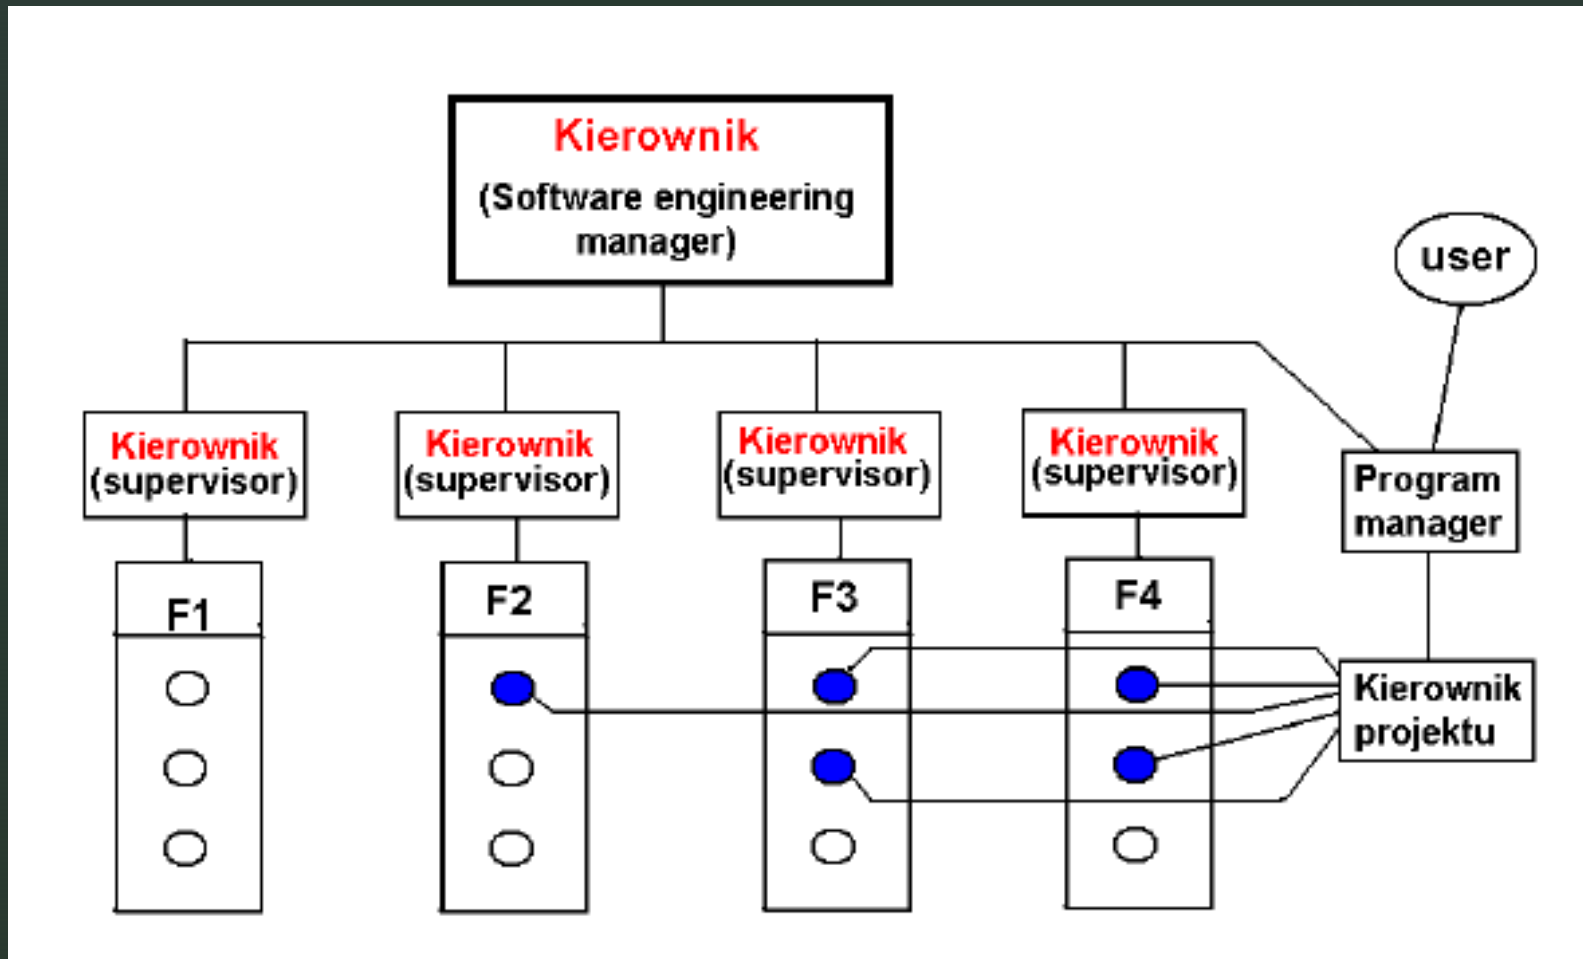 Kierownik
(Software engineering
manager)
user
Kierownik
(supervisor)
Kierownik
(supervisor)
Kierownik
(supervisor)
Kierownik
(supervisor)
Program
manager
F1
F2
F3
F4
Kierownik
projektu